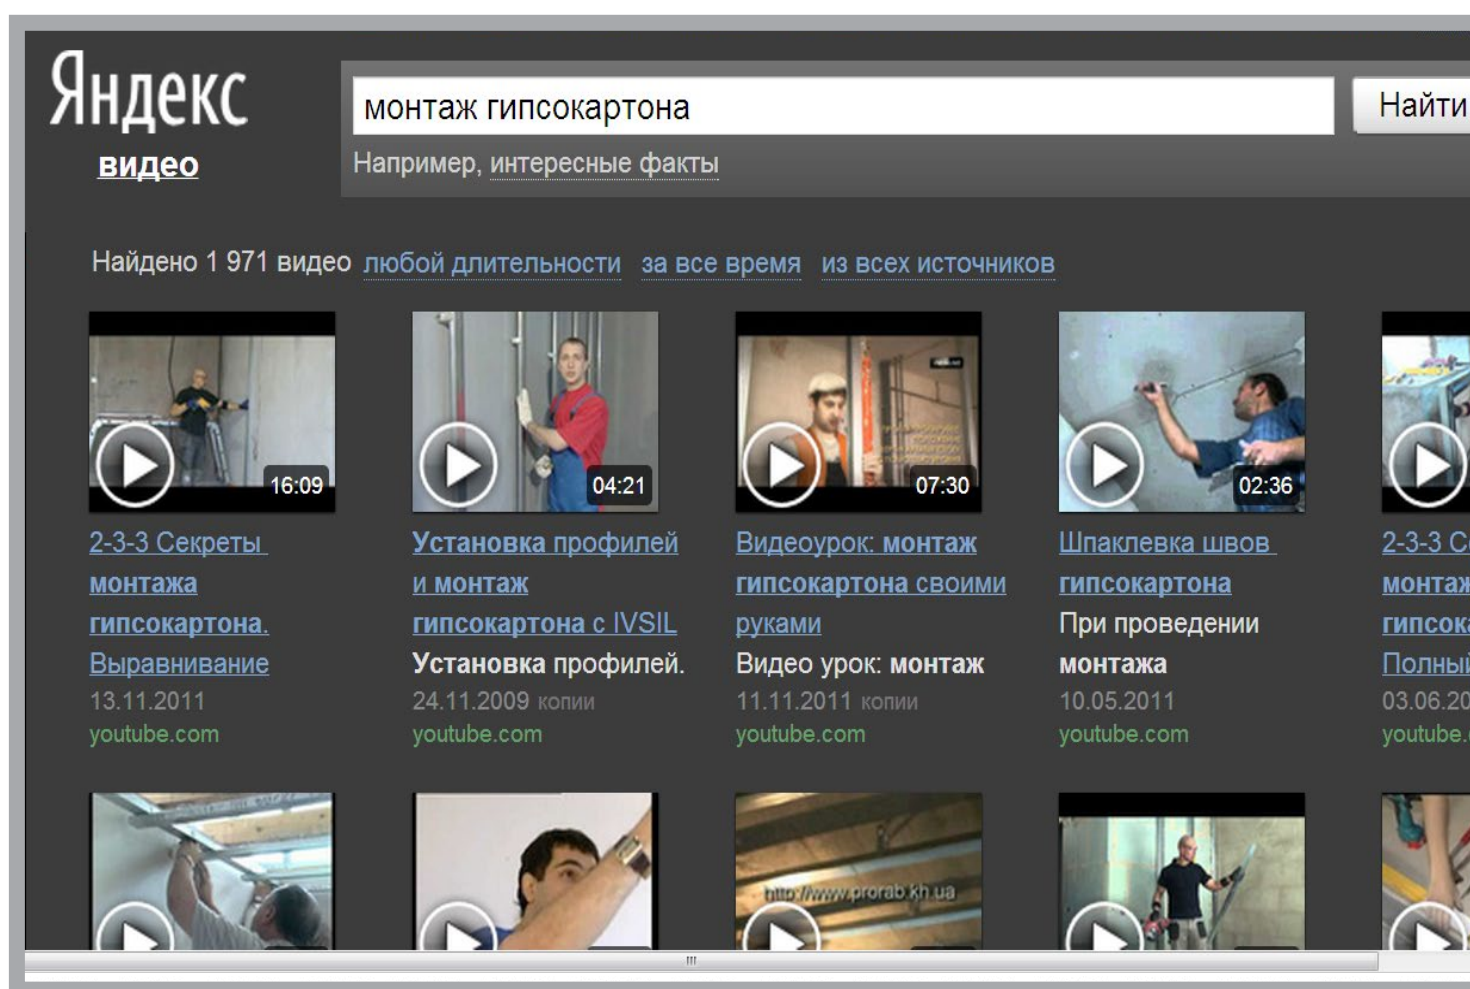 Яндекс
видео
монтаж гипсокартона
Найти
Например, интересные факты
Найдено 1 971 видео любой длительности за все время из всех источников
16:09
2-3-3 Секреты
монтажа
гипсокартона.
Выравнивание
13.11.2011
youtube.com
04:21
Установка профилей
и монтаж
гипсокартона с IVSIL
Установка профилей.
24.11.2009 копии
youtube.com
07:30
Видеоурок: монтаж
гипсокартона своими
руками
Видео урок: монтаж
11.11.2011 копии
youtube.com
02:36
Шпаклевка швов
гипсокартона
При проведении
монтажа
10.05.2011
youtube.com
2-3-3
http://www.prorab.kh.ua